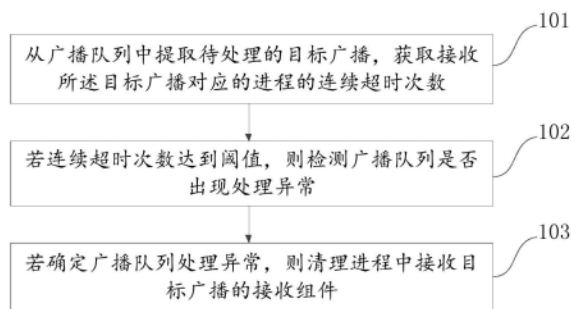 101
从广播队列中提取待处理的目标广播，获取接收
所述目标广播对应的进程的连续超时次数
102
若连续超时次数达到阈值，则检测广播队列是否
出现处理异常
103
若确定广播队列处理异常，则清理进程中接收目
标广播的接收组件